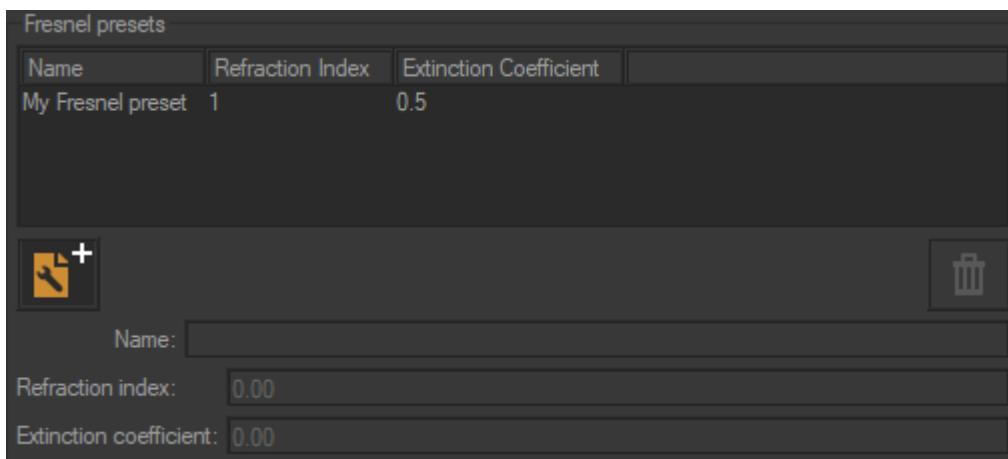 Fresnel presets
Name Refraction Index Extinction Coefficient
My Fresnel preset 1 0.5
Name:
Refraction index: 0.00
Extinction coefficient: 0.00